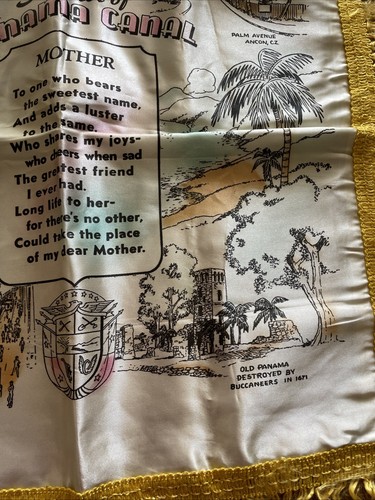 of
NAMA CANAL
PALM AVENUE
ANCON, C.Z.
MOTHER
To one who bears
the sweetest name,
And adds a luster
to the same.
Who shares my joys-
who cheers when sad
The greatest friend
I ever had.
Long life to her-
for there's no other,
Could take the place
of my dear Mother.
OLD PANAMA
DESTROYED BY
BUCCANEERS IN 1671